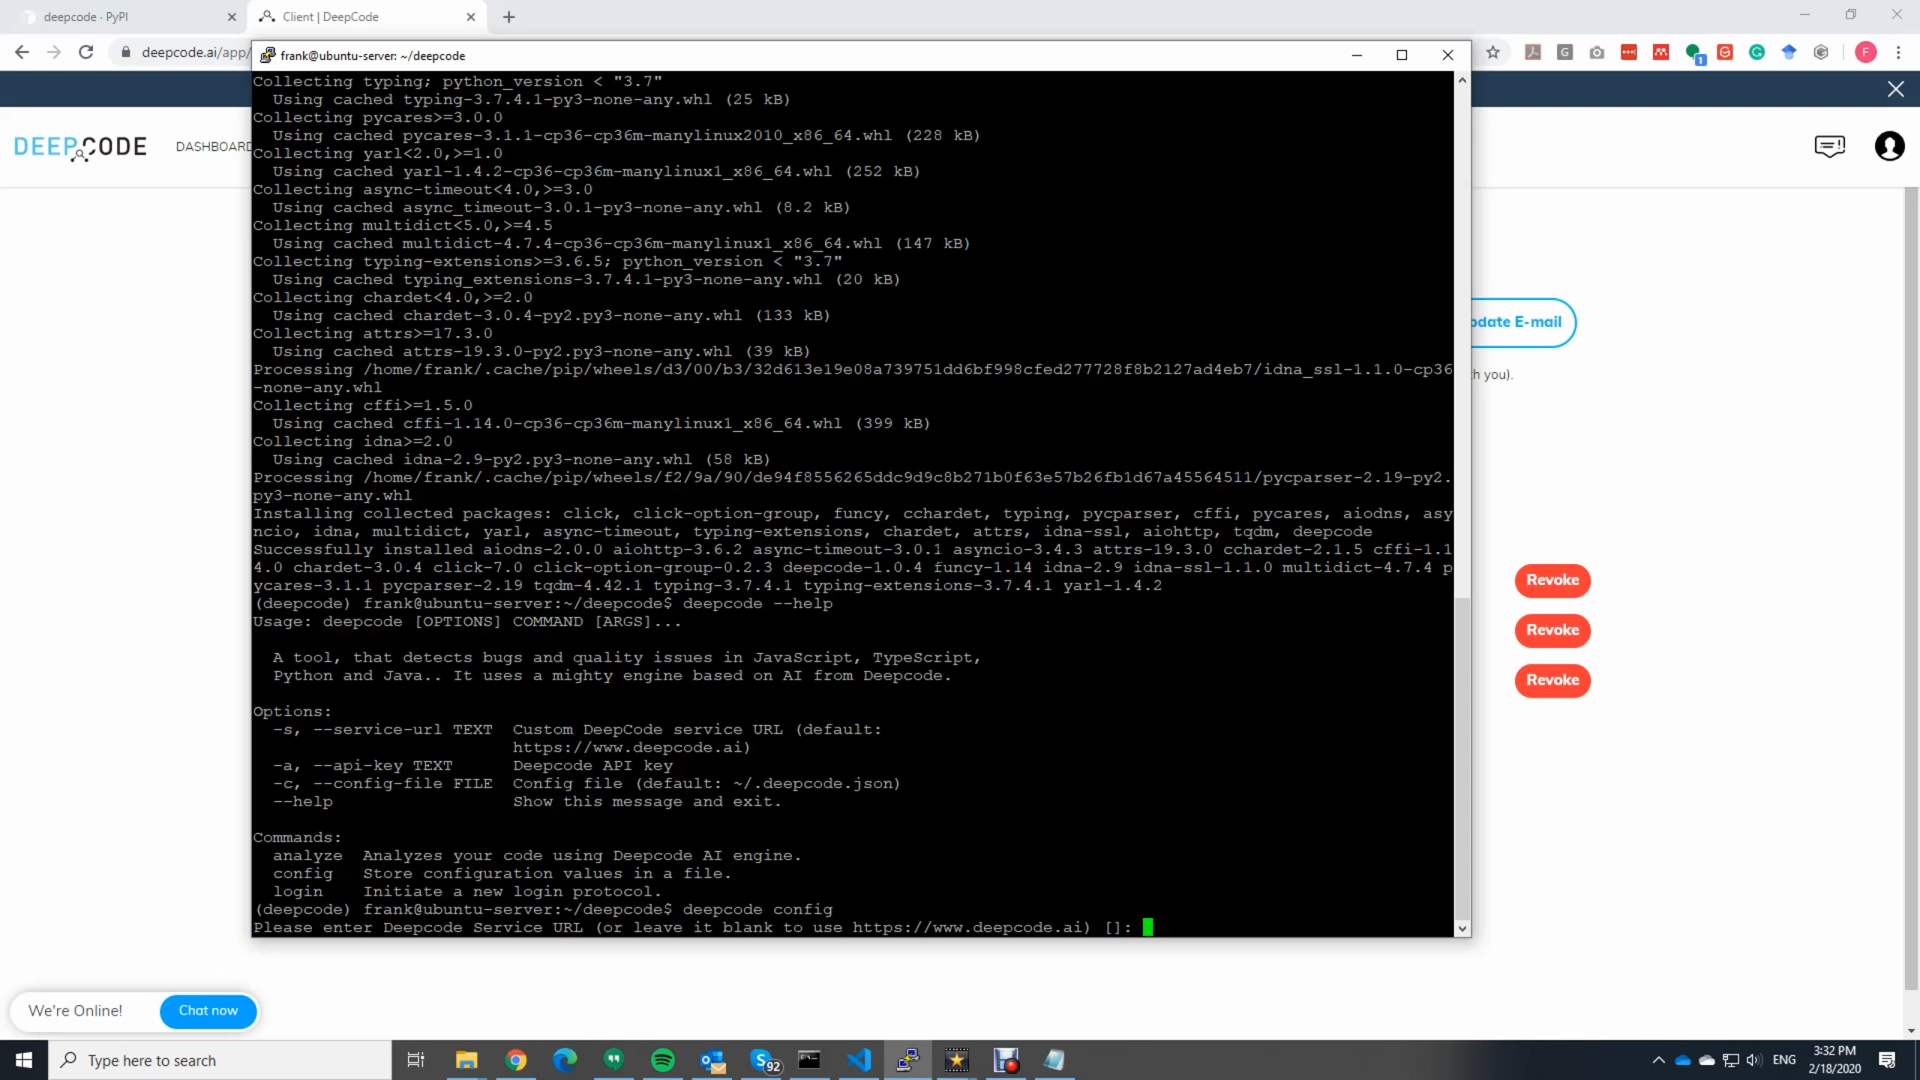 deepcode · PyPI
Client | DeepCode
deepcode.ai/app/
frank@ubuntu-server: ~/deepcode
DEEPCODE
DASHBOARD
Collecting typing; python_version < "3.7"
Using cached typing-3.7.4.1-py3-none-any.whl (25 kB)
Collecting pycares>=3.0.0
Using cached pycares-3.1.1-cp36-cp36m-manylinux2010_x86_64.whl (228 kB)
Collecting yarl<2.0,>=1.0
Using cached yarl-1.4.2-cp36-cp36m-manylinux1_x86_64.whl (252 kB)
Collecting async-timeout<4.0,>=3.0
Using cached async_timeout-3.0.1-py3-none-any.whl (8.2 kB)
Collecting multidict<5.0,>=4.5
Using cached multidict-4.7.4-cp36-cp36m-manylinux1_x86_64.whl (147 kB)
Collecting typing-extensions>=3.6.5; python_version < "3.7"
Using cached typing_extensions-3.7.4.1-py3-none-any.whl (20 kB)
Collecting chardet<4.0,>=2.0
Using cached chardet-3.0.4-py2.py3-none-any.whl (133 kB)
Collecting attrs>=17.3.0
Using cached attrs-19.3.0-py2.py3-none-any.whl (39 kB)
Processing /home/frank/.cache/pip/wheels/d3/00/b3/32d613e19e08a739751dd6bf998cfed277728f8b2127ad4eb7/idna_ssl-1.1.0-cp36
-none-any.whl
Collecting cffi>=1.5.0
Using cached cffi-1.14.0-cp36-cp36m-manylinux1_x86_64.whl (399 kB)
Collecting idna>=2.0
Using cached idna-2.9-py2.py3-none-any.whl (58 kB)
Processing /home/frank/.cache/pip/wheels/f2/9a/90/de94f8556265ddc9d9c8b271b0f63e57b26fb1d67a45564511/pycparser-2.19-py2.
py3-none-any.whl
Installing collected packages: click, click-option-group, funcy, cchardet, typing, pycparser, cffi, pycares, aiodns, asy
ncio, idna, multidict, yarl, async-timeout, typing-extensions, chardet, attrs, idna-ssl, aiohttp, tqdm, deepcode
Successfully installed aiodns-2.0.0 aiohttp-3.6.2 async-timeout-3.0.1 asyncio-3.4.3 attrs-19.3.0 cchardet-2.1.5 cffi-1.1
4.0 chardet-3.0.4 click-7.0 click-option-group-0.2.3 deepcode-1.0.4 funcy-1.14 idna-2.9 idna-ssl-1.1.0 multidict-4.7.4 p
ycares-3.1.1 pycparser-2.19 tqdm-4.42.1 typing-3.7.4.1 typing-extensions-3.7.4.1 yarl-1.4.2
(deepcode) frank@ubuntu-server:~/deepcode$ deepcode --help
Usage: deepcode [OPTIONS] COMMAND [ARGS]...
A tool, that detects bugs and quality issues in JavaScript, TypeScript,
Python and Java.. It uses a mighty engine based on AI from Deepcode.
Options:
-s, --service-url TEXT Custom DeepCode service URL (default:
https://www.deepcode.ai)
-a, --api-key TEXT Deepcode API key
-c, --config-file FILE Config file (default: ~/.deepcode.json)
--help Show this message and exit.
Commands:
analyze Analyzes your code using Deepcode AI engine.
config Store configuration values in a file.
login Initiate a new login protocol.
(deepcode) frank@ubuntu-server:~/deepcode$ deepcode config
Please enter Deepcode Service URL (or leave it blank to use https://www.deepcode.ai) []:
pdate E-mail
h you).
Revoke
Revoke
Revoke
We're Online!
Chat now
Type here to search
92
ENG
3:32 PM
2/18/2020